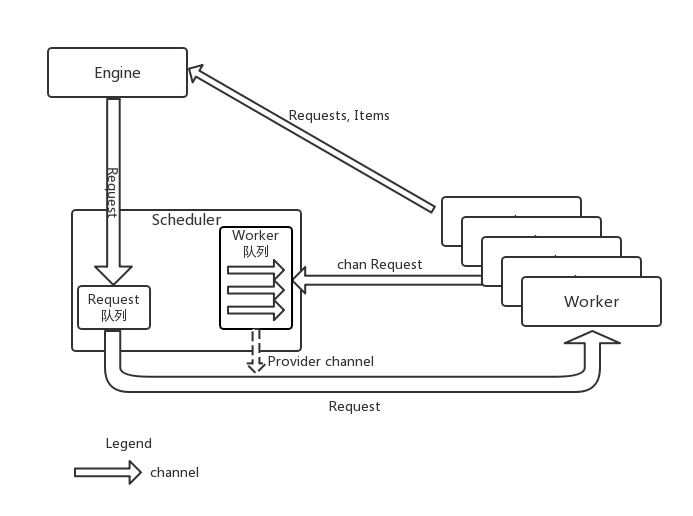 Engine
Requests, Items
Request
Scheduler
Worker
队列
chan Request
Request
队列
Worker
Provider channel
Request
Legend
channel